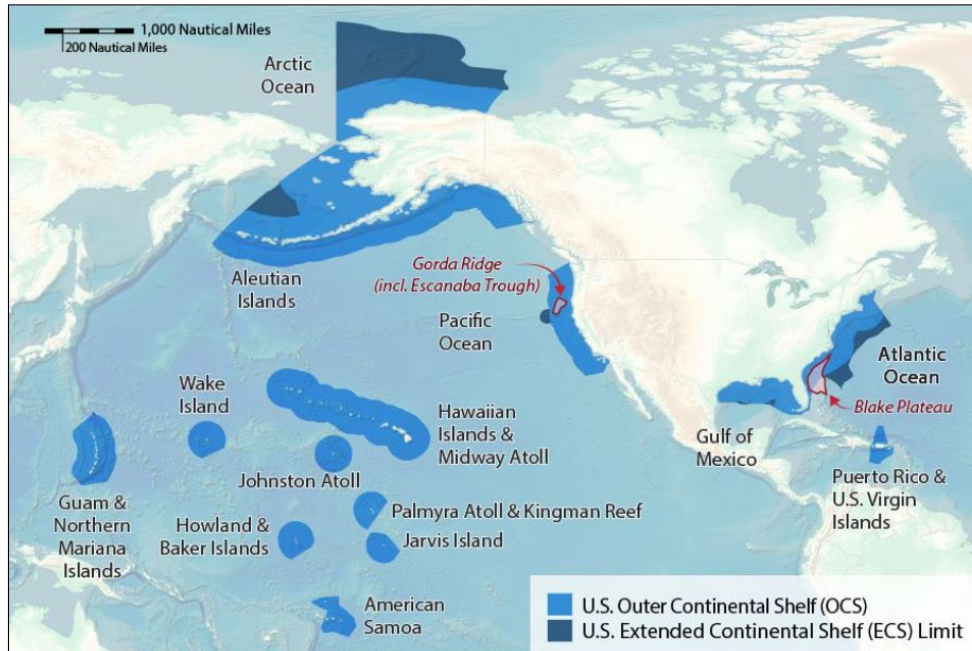 1,000 Nautical Miles
200 Nautical Miles
Arctic
Ocean
Aleutian
Islands
Gorda Ridge
(incl. Escanaba Trough)
Pacific
Ocean
Atlantic
Ocean
Blake Plateau
Gulf of
Mexico
Puerto Rico &
U.S. Virgin
Islands
Wake
Island
Hawaiian
Islands &
Midway Atoll
Johnston Atoll
Guam &
Northern
Mariana
Islands
Howland &
Baker Islands
Palmyra Atoll & Kingman Reef
Jarvis Island
American
Samoa
U.S. Outer Continental Shelf (OCS)
U.S. Extended Continental Shelf (ECS) Limit